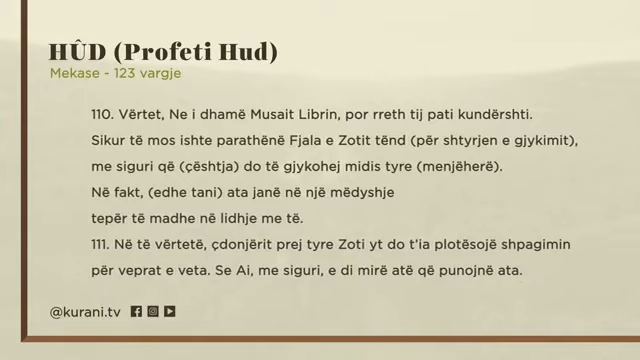 HÛD (Profeti Hud)
Mekase - 123 vargje
110. Vërtet, Ne i dhamë Musait Librin, por rreth tij pati kundërshti.
Sikur të mos ishte parathënë Fjala e Zotit tënd (për shtyrjen e gjykimit),
me siguri që (çështja) do të gjykohej midis tyre (menjëherë).
Në fakt, (edhe tani) ata janë në një mëdyshje
tepër të madhe në lidhje me të.
111. Në të vërtetë, çdonjërit prej tyre Zoti yt do t'ia plotësojë shpagimin
për veprat e veta. Se Ai, me siguri, e di mirë atë që punojnë ata.
@kurani.tv